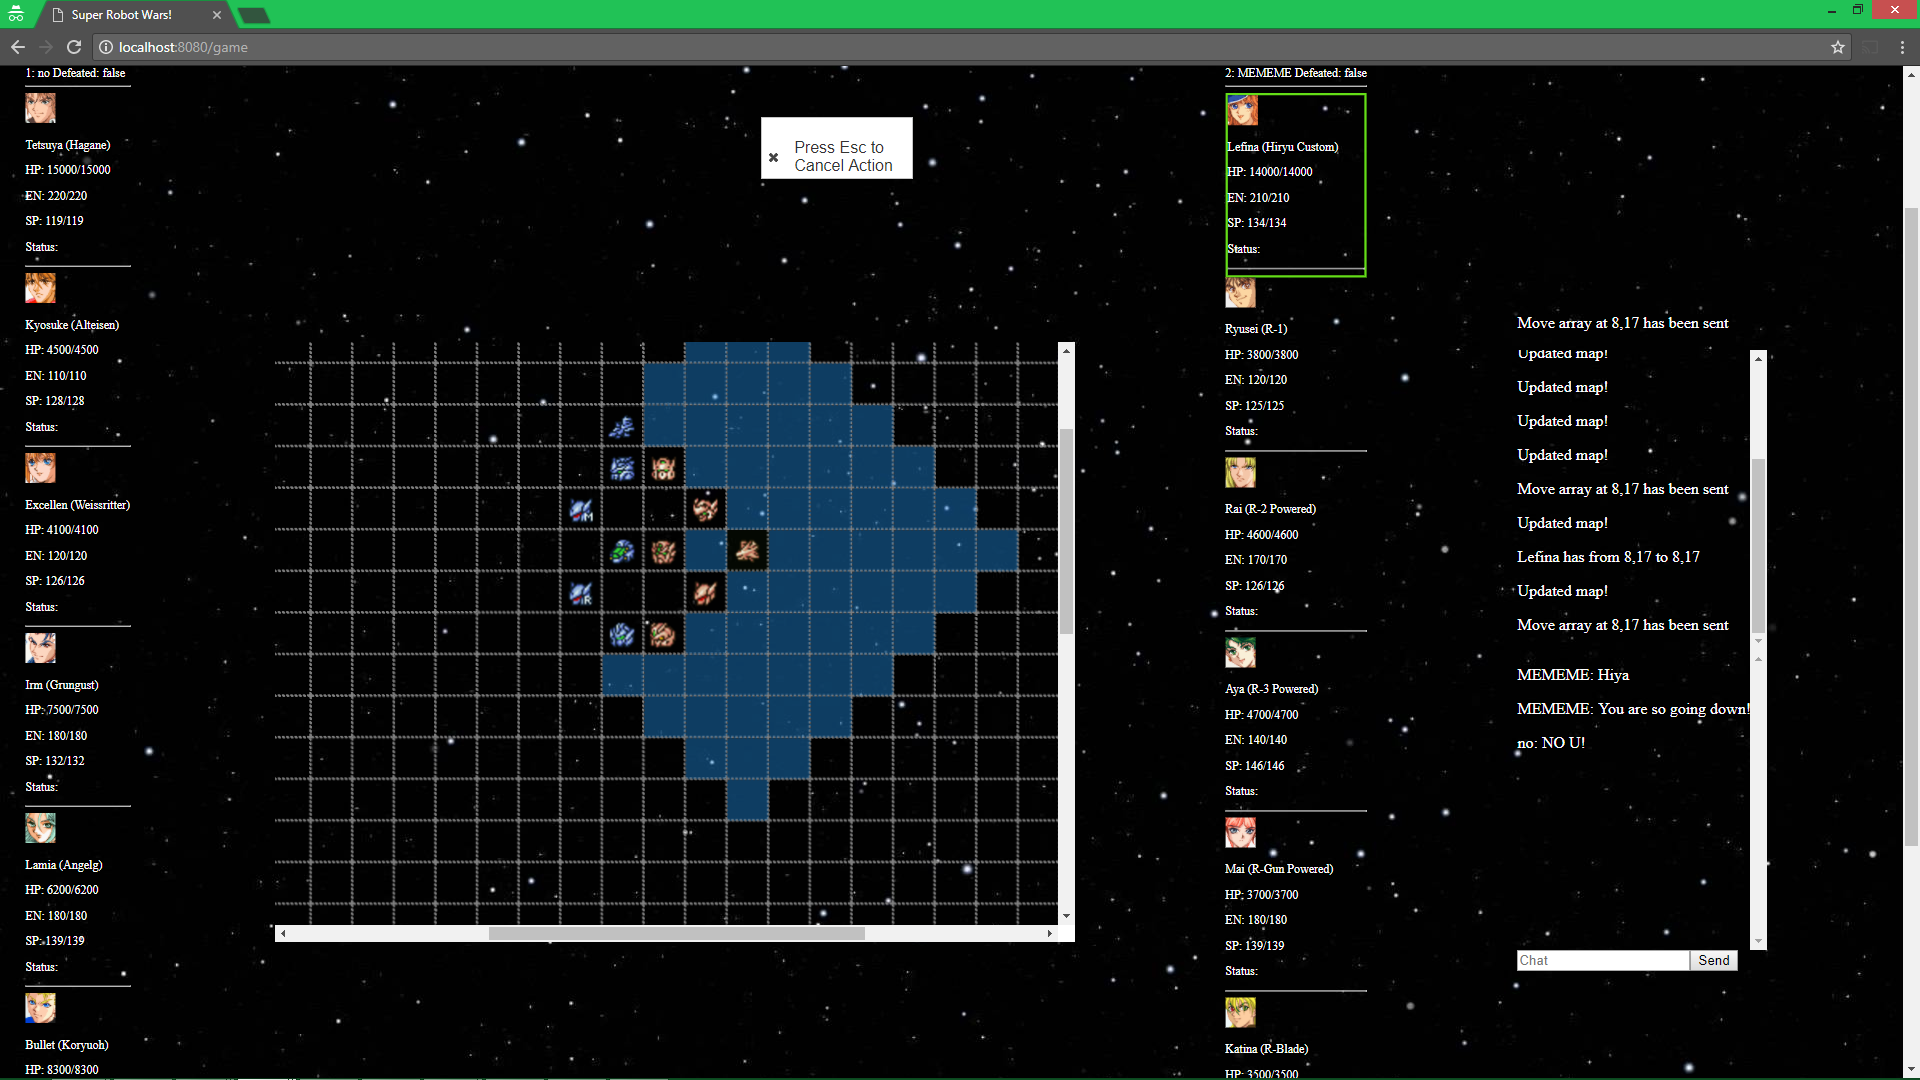 Super Robot Wars!
localhost:8080/game
1: no Defeated: false
Tetsuya (Hagane)
HP: 15000/15000
EN: 220/220
SP: 119/119
Status:
Kyosuke (Alteisen)
HP: 4500/4500
EN: 110/110
SP: 128/128
Status:
Excellen (Weissritter)
HP: 4100/4100
EN: 120/120
SP: 126/126
Status:
Irm (Grungust)
HP: 7500/7500
EN: 180/180
SP: 132/132
Status:
Lamia (Angelg)
HP: 6200/6200
EN: 180/180
SP: 139/139
Status:
Bullet (Koryuoh)
HP: 8300/8300
Press Esc to
Cancel Action
M
R
2: MEMEME Defeated: false
Lefina (Hiryu Custom)
HP: 14000/14000
EN: 210/210
SP: 134/134
Status:
Ryusei (R-1)
HP: 3800/3800
EN: 120/120
SP: 125/125
Status:
Rai (R-2 Powered)
HP: 4600/4600
EN: 170/170
SP: 126/126
Status:
Aya (R-3 Powered)
HP: 4700/4700
EN: 140/140
SP: 146/146
Status:
Mai (R-Gun Powered)
HP: 3700/3700
EN: 180/180
SP: 139/139
Status:
Katina (R-Blade)
HP: 3500/3500
Move array at 8,17 has been sent
Updated map!
Updated map!
Updated map!
Updated map!
Move array at 8,17 has been sent
Updated map!
Lefina has from 8,17 to 8,17
Updated map!
Move array at 8,17 has been sent
MEMEME: Hiya
MEMEME: You are so going down!
no: NO U!
Chat
Send